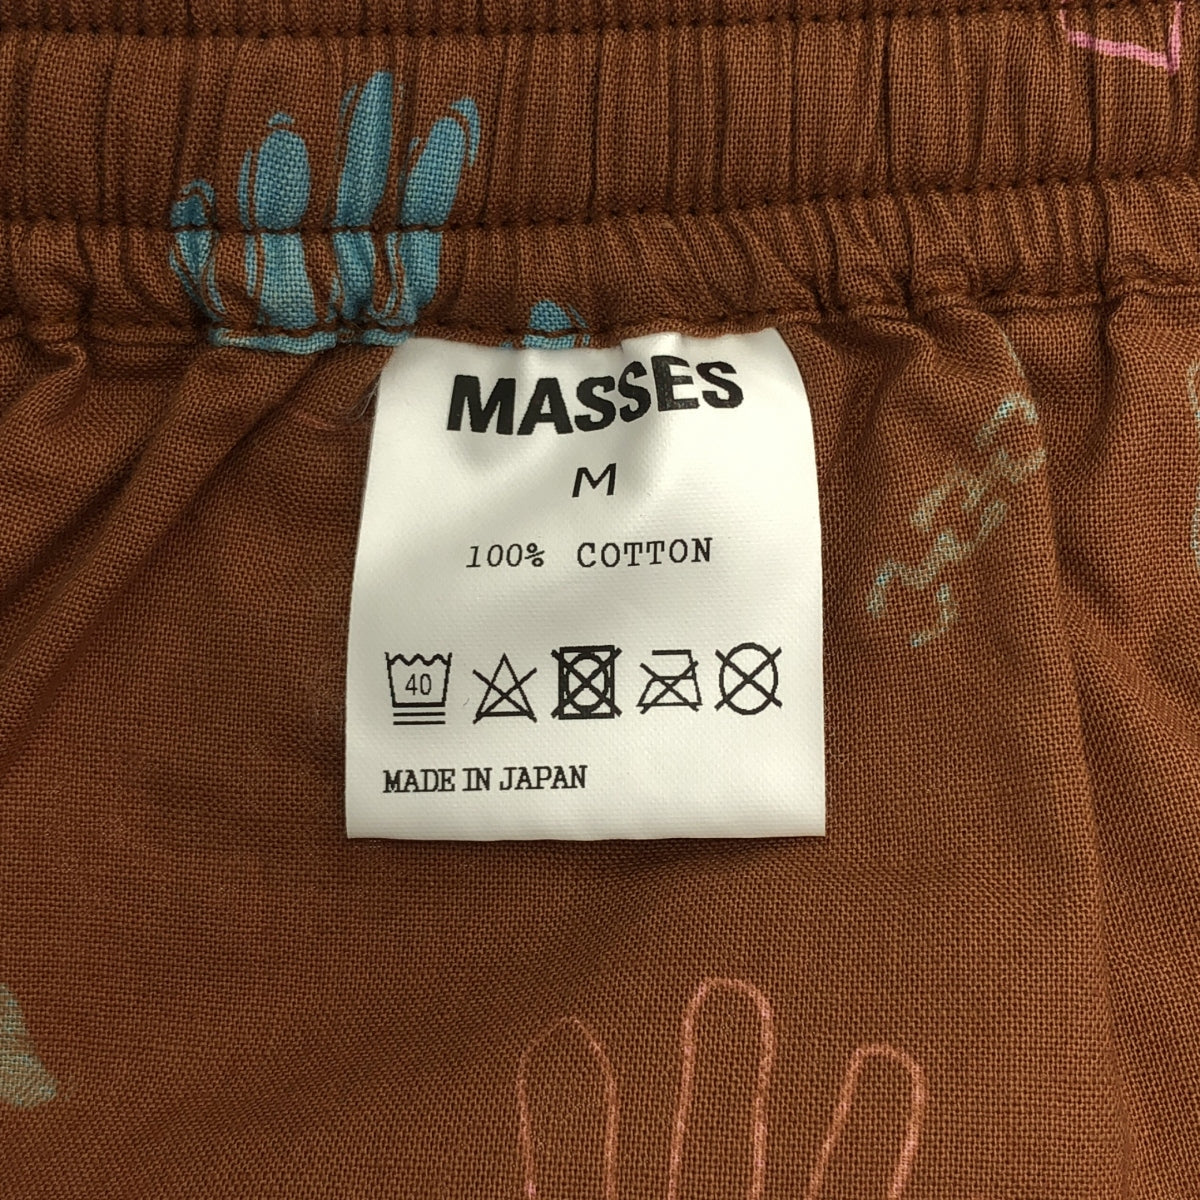 MASSES
M
100% COTTON
40
MADE IN JAPAN